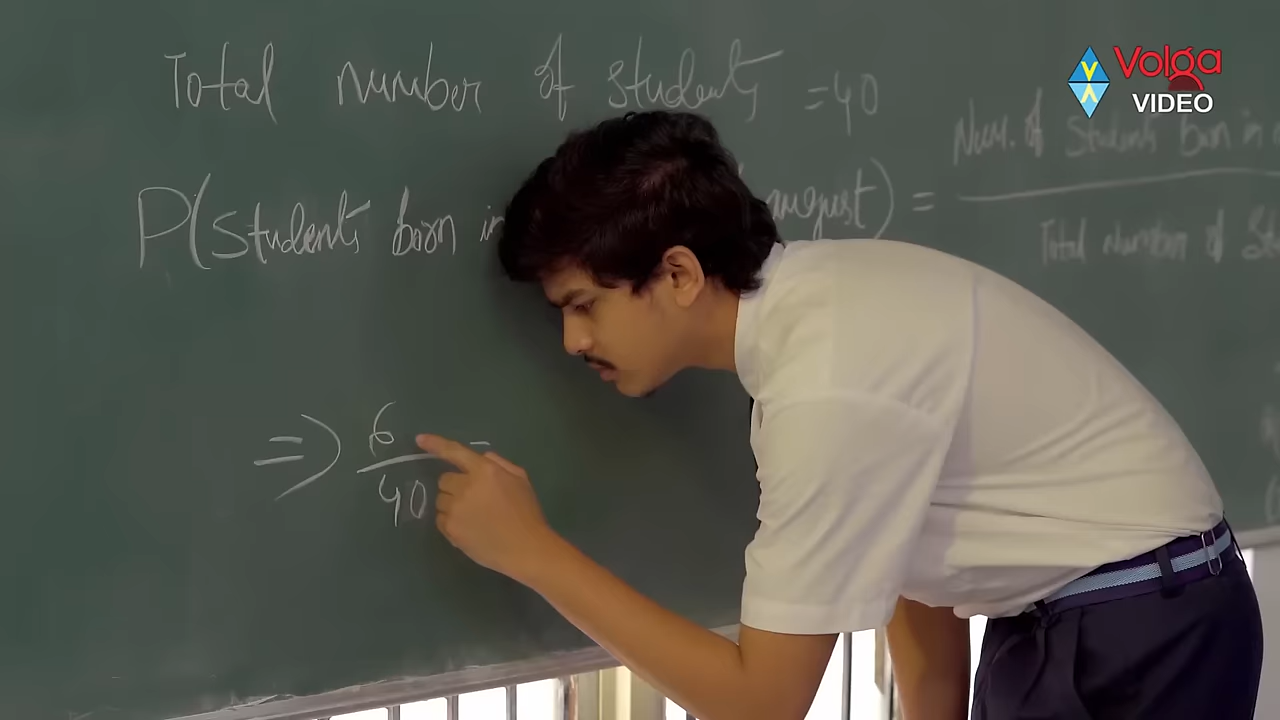 Total number of students = 40
Volga
VIDEO
P(students born in august) =
Num. of Students born in
Total Number of St
=> 6
40
=